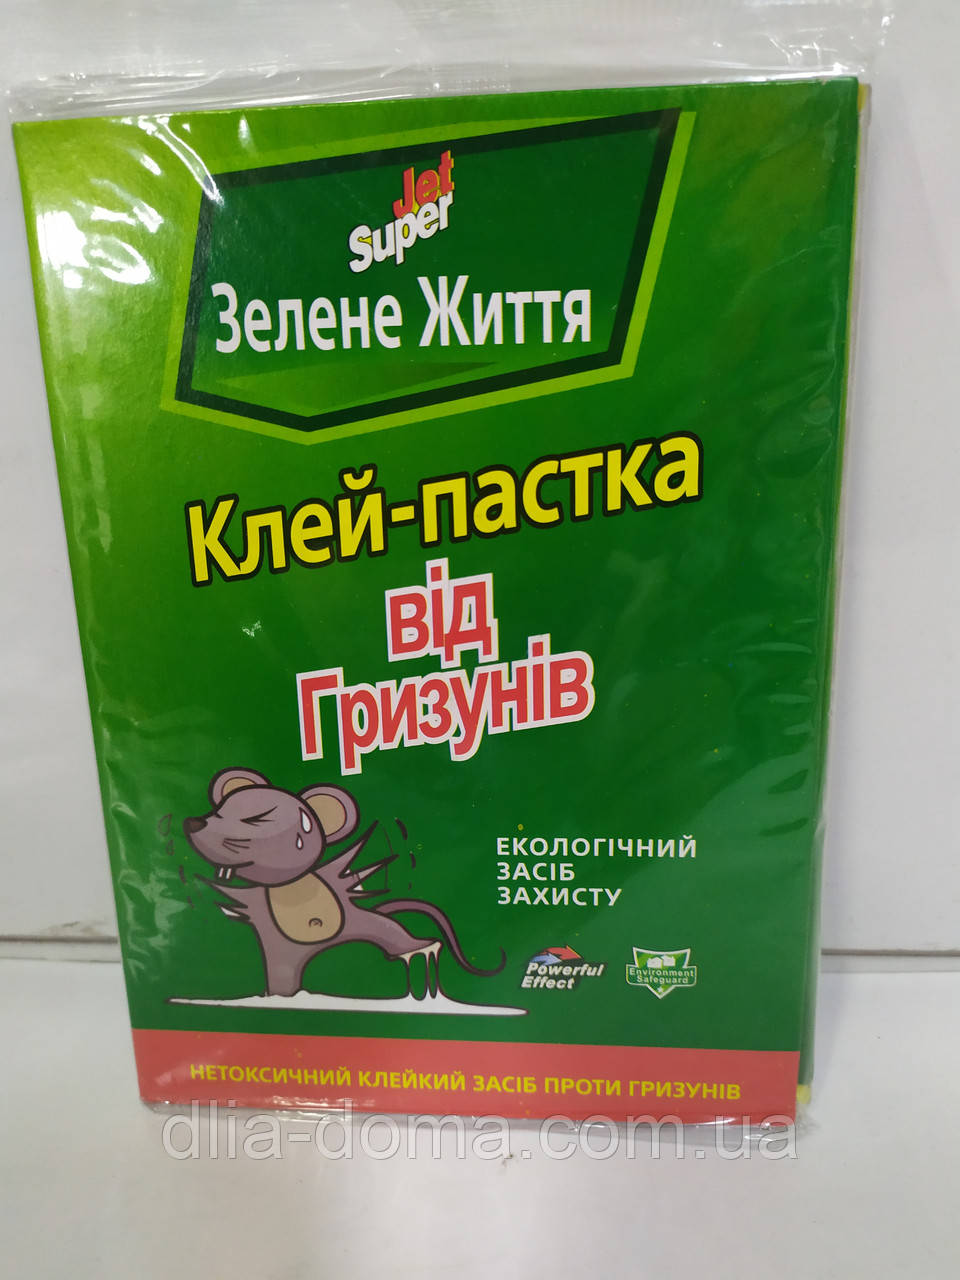 Jet
Super
Зелене Життя
Клей-пастка
від
Гризунів
ЕКОЛОГІЧНИЙ
ЗАСІБ
ЗАХИСТУ
Powerful
Effect
Environment
Safeguard
НЕТОКСИЧНИЙ КЛЕЙКИЙ ЗАСІБ ПРОТИ ГРИЗУНІВ
dlia-doma.com.ua